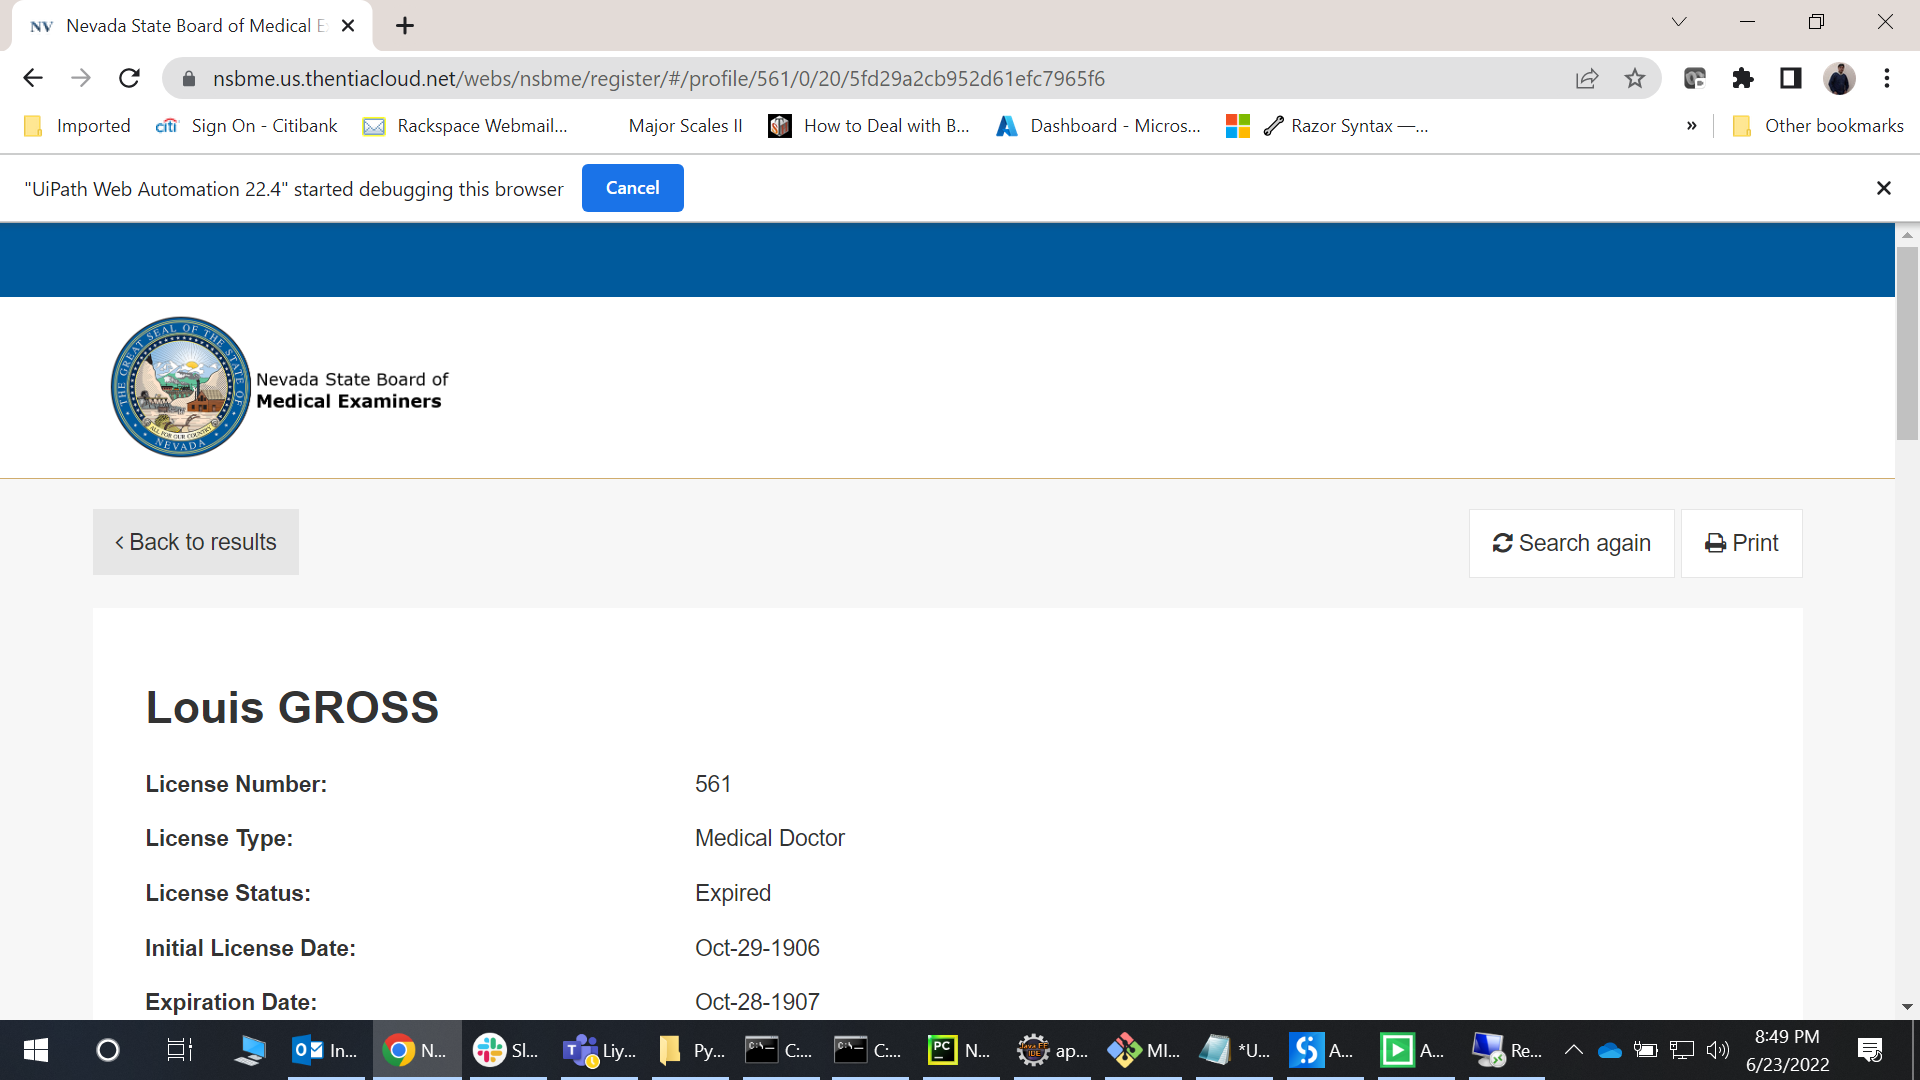 NV Nevada State Board of Medical E
nsbme.us.thentiacloud.net/webs/nsbme/register/#/profile/561/0/20/5fd29a2cb952d61efc7965f6
Imported citi Sign On - Citibank Rackspace Webmail... Major Scales II How to Deal with B... Dashboard - Micros... Razor Syntax —... » Other bookmarks
"UiPath Web Automation 22.4" started debugging this browser Cancel
THE GREAT SEAL OF THE STATE OF NEVADA
ALL FOR OUR COUNTRY
Nevada State Board of
Medical Examiners
Back to results Search again Print
Louis GROSS
License Number: 561
License Type: Medical Doctor
License Status: Expired
Initial License Date: Oct-29-1906
Expiration Date: Oct-28-1907
In... N... Sl... Liy... Py... C:... C:... PC N... ap... MI... *U... A... A... Re... 8:49 PM
6/23/2022